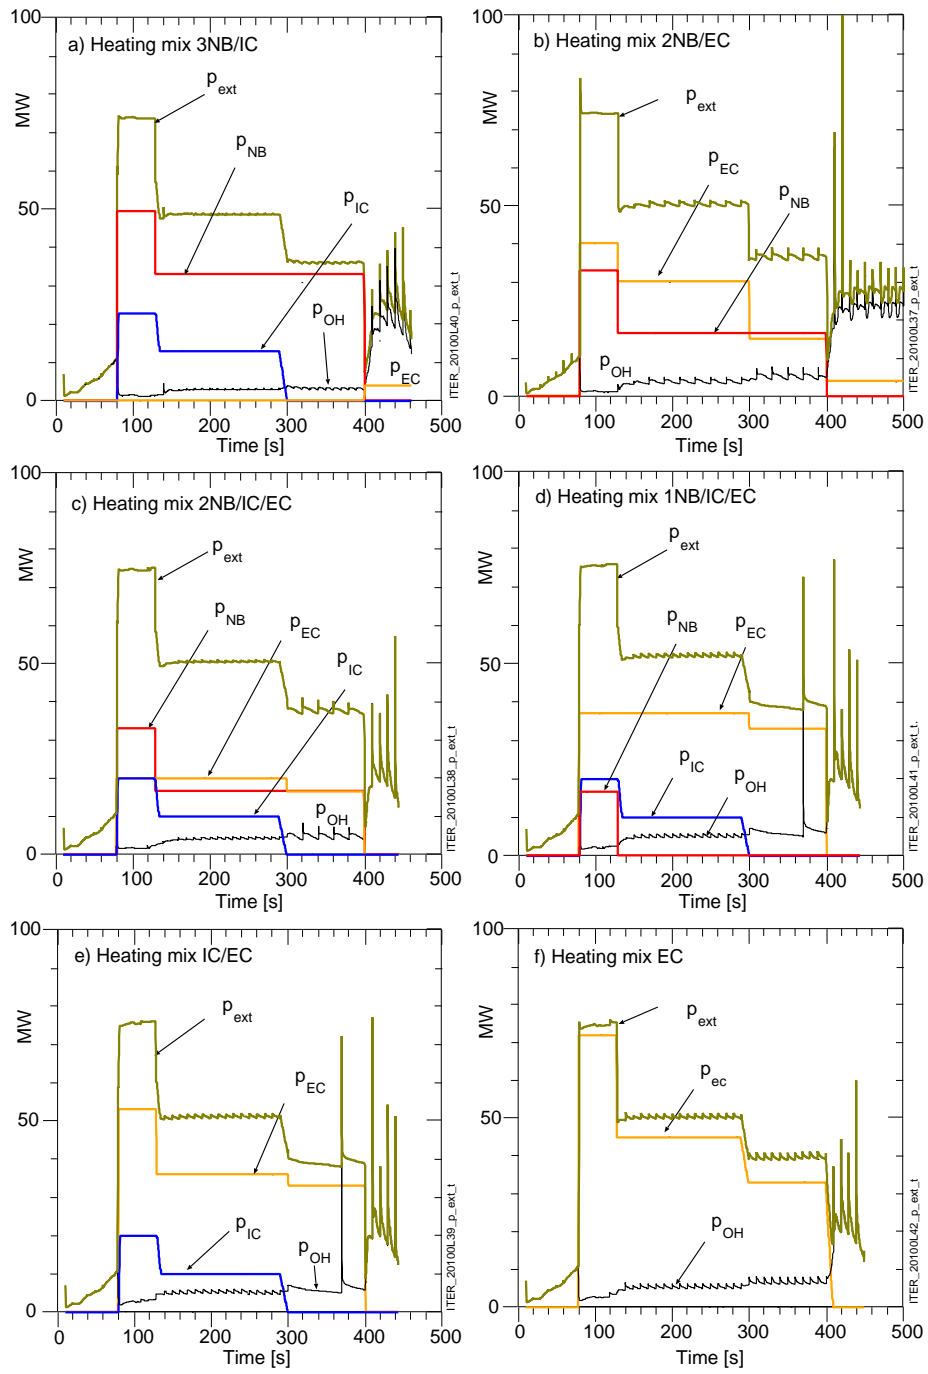 a) Heating mix 3NB/IC
100
50
0
MW
p_ext
p_NB
p_IC
p_OH
p_EC
0 100 200 300 400 500
Time [s]
ITER_20100L40_p_ext_t
b) Heating mix 2NB/EC
100
50
0
MW
p_ext
p_EC
p_NB
p_OH
0 100 200 300 400 500
Time [s]
ITER_20100L37_p_ext_t
c) Heating mix 2NB/IC/EC
100
50
0
MW
p_ext
p_NB
p_EC
p_IC
p_OH
0 100 200 300 400 500
Time [s]
ITER_20100L38_p_ext_t
d) Heating mix 1NB/IC/EC
100
50
0
MW
p_ext
p_NB
p_EC
p_IC
p_OH
0 100 200 300 400 500
Time [s]
ITER_20100L41_p_ext_t.
e) Heating mix IC/EC
100
50
0
MW
p_ext
p_EC
p_IC
p_OH
0 100 200 300 400 500
Time [s]
ITER_20100L39_p_ext_t
f) Heating mix EC
100
50
0
MW
p_ext
p_ec
p_OH
0 100 200 300 400 500
Time [s]
ITER_20100L42_p_ext_t